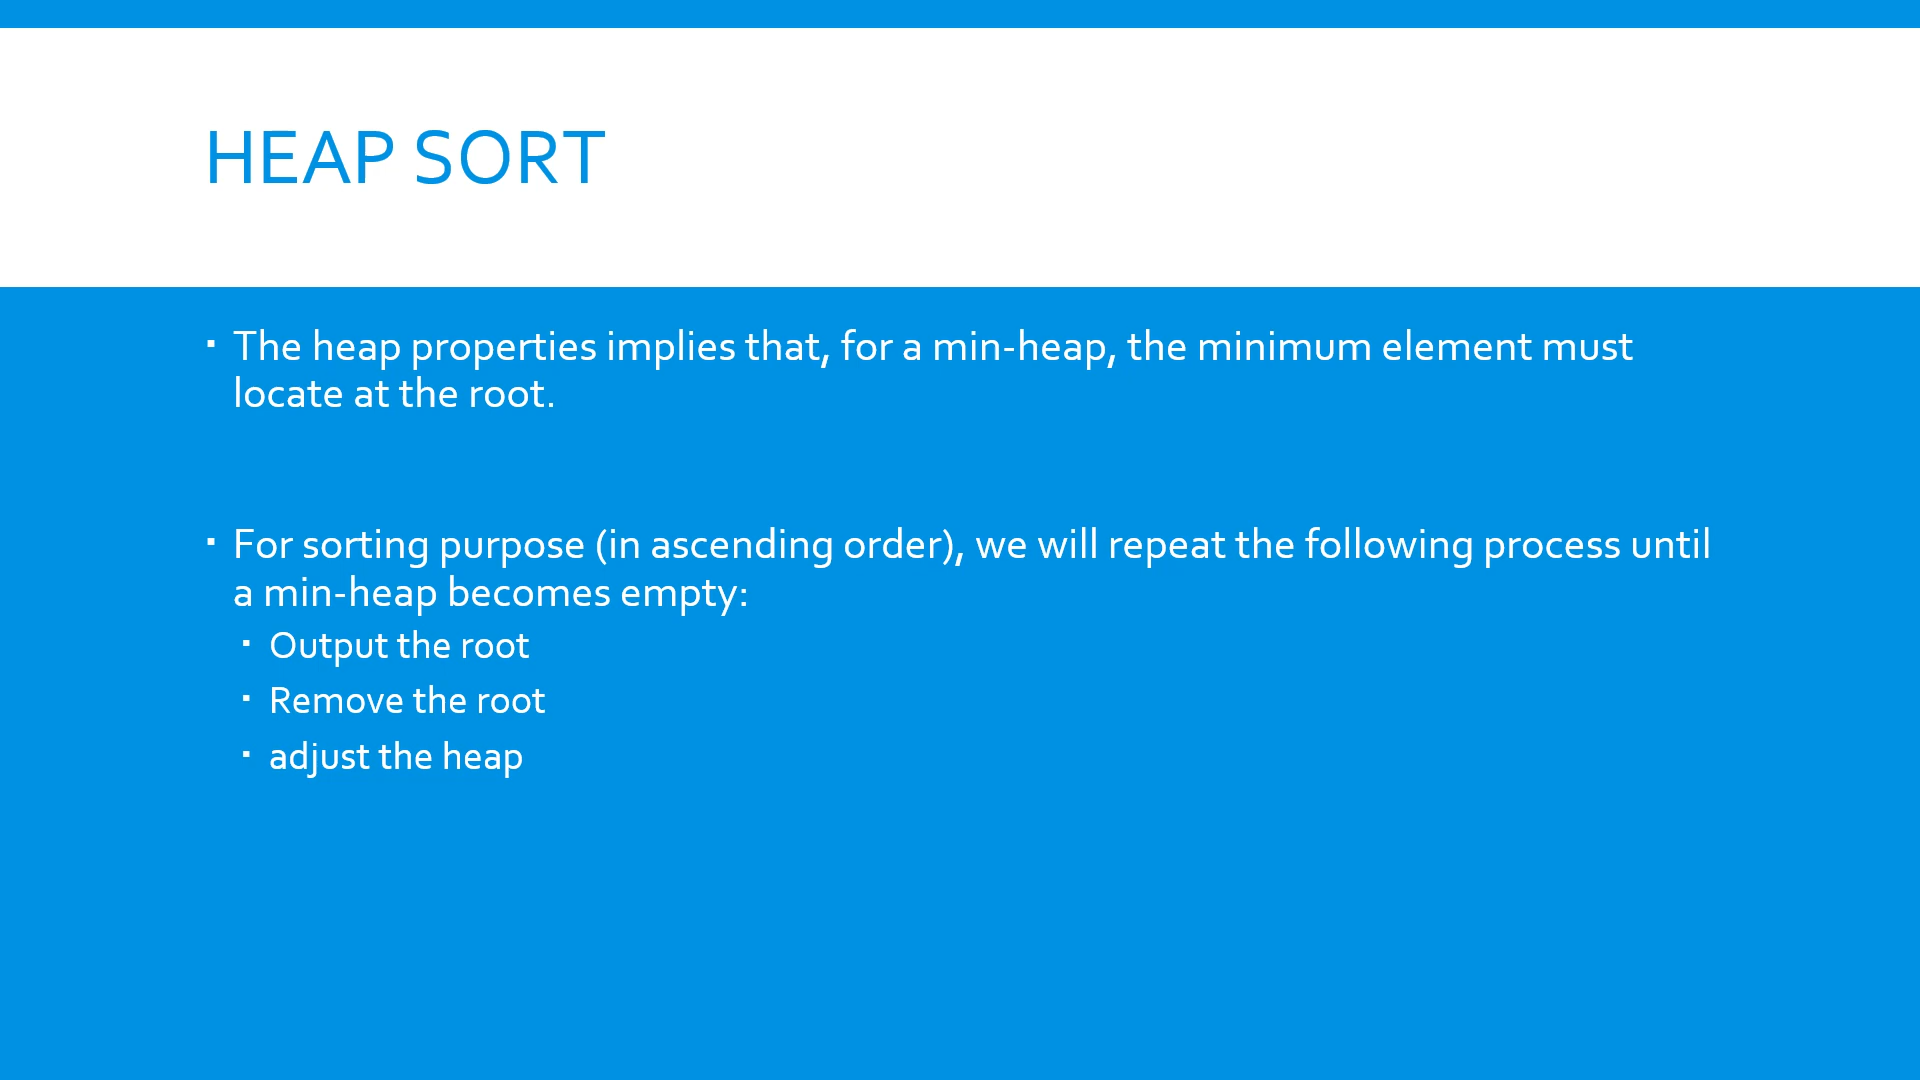 HEAP SORT
▪ The heap properties implies that, for a min-heap, the minimum element must
locate at the root.
▪ For sorting purpose (in ascending order), we will repeat the following process until
a min-heap becomes empty:
▪ Output the root
▪ Remove the root
▪ adjust the heap